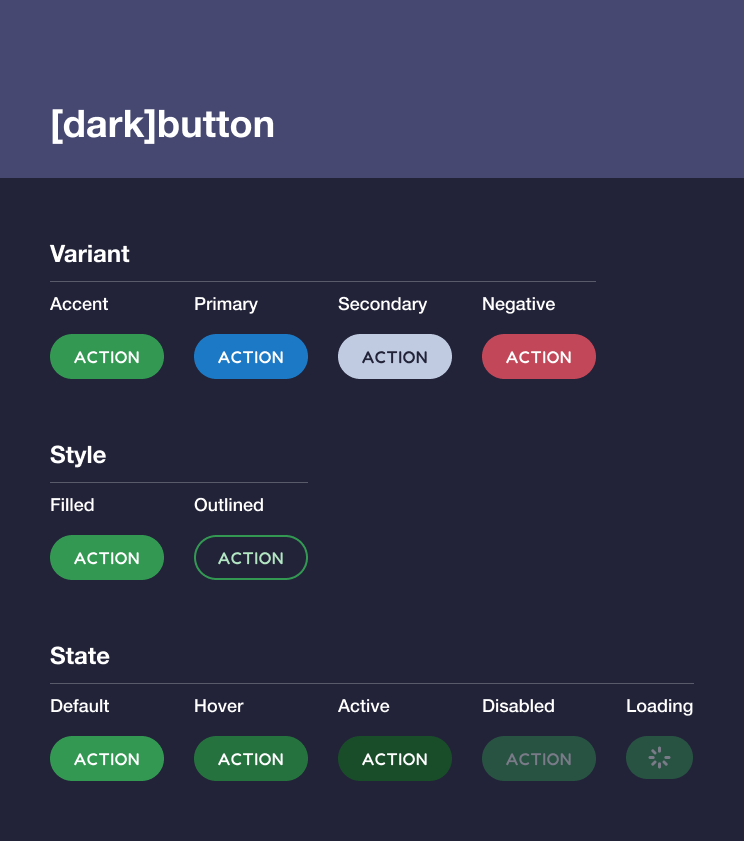 [dark]button
Variant
Accent Primary Secondary Negative
ACTION ACTION ACTION ACTION
Style
Filled Outlined
ACTION ACTION
State
Default Hover Active Disabled Loading
ACTION ACTION ACTION ACTION